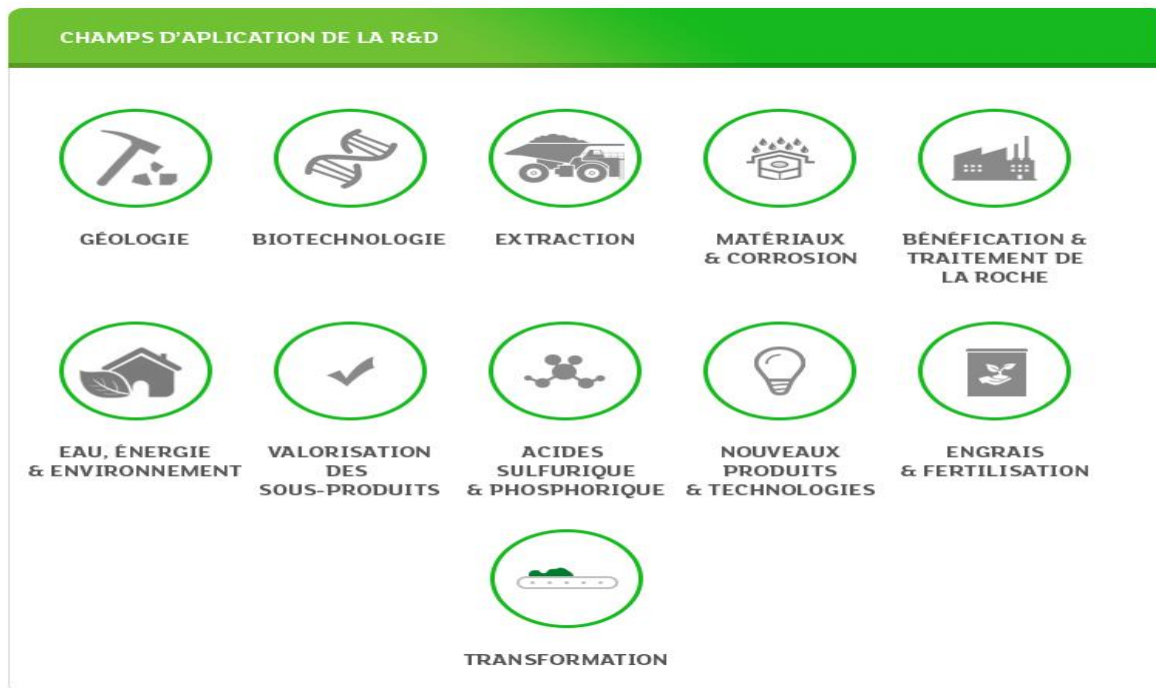 CHAMPS D'APLICATION DE LA R&D
GÉOLOGIE
BIOTECHNOLOGIE
EXTRACTION
MATÉRIAUX
& CORROSION
BÉNÉFICATION &
TRAITEMENT DE
LA ROCHE
EAU, ÉNERGIE
& ENVIRONNEMENT
VALORISATION
DES
SOUS-PRODUITS
ACIDES
SULFURIQUE
& PHOSPHORIQUE
NOUVEAUX
PRODUITS
& TECHNOLOGIES
ENGRAIS
& FERTILISATION
TRANSFORMATION